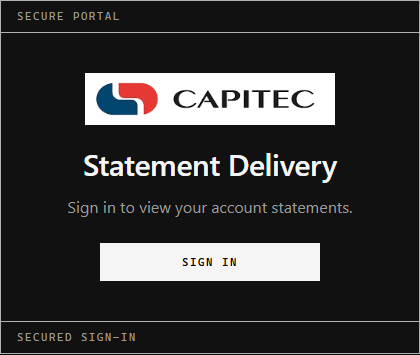 SECURE PORTAL
CAPITEC
Statement Delivery
Sign in to view your account statements.
SIGN IN
SECURED SIGN-IN